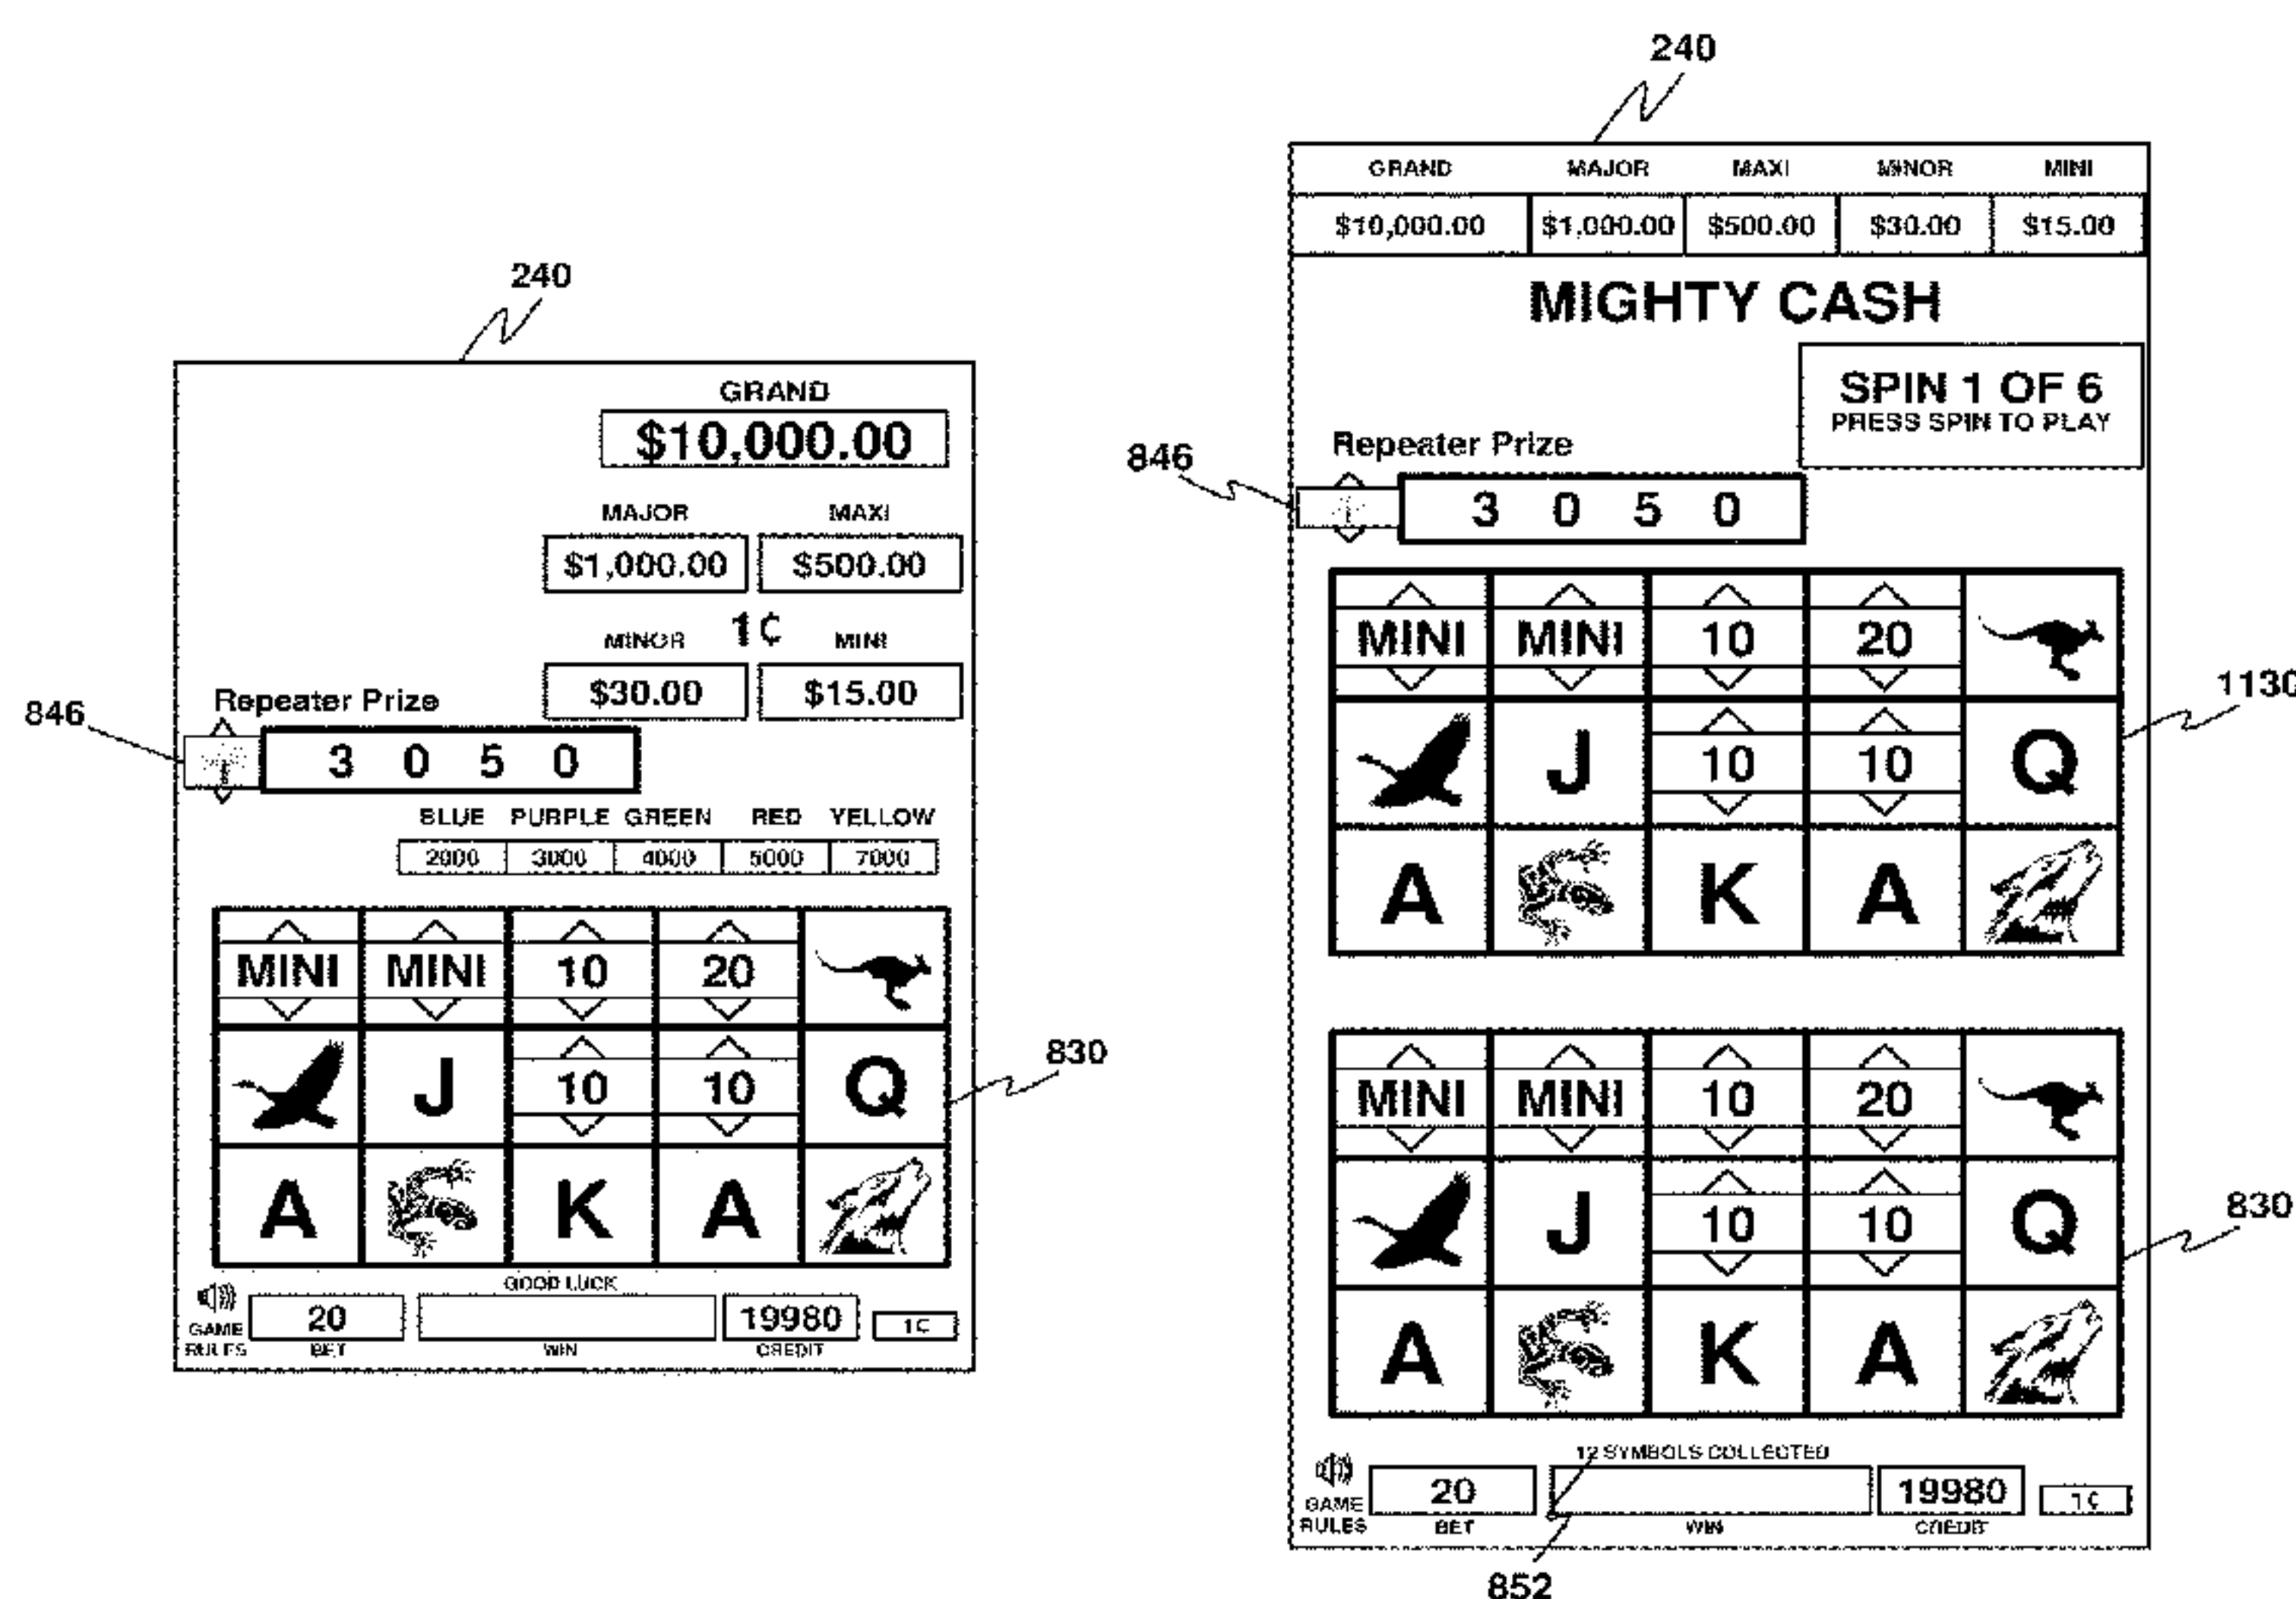 240
GRAND
$10,000.00
MAJOR MAXI
$1,000.00 $500.00
1¢
MINOR MINI
$30.00 $15.00
Repeater Prize
846
3 0 5 0
BLUE PURPLE GREEN RED YELLOW
2000 3000 4000 5000 7000
MINI MINI 10 20
J 10 10 Q
830
A K A
GOOD LUCK
GAME RULES
20 19980 1¢
BET WIN CREDIT
240
GRAND MAJOR MAXI MINOR MINI
$10,000.00 $1,000.00 $500.00 $30.00 $15.00
MIGHTY CASH
SPIN 1 OF 6
PRESS SPIN TO PLAY
Repeater Prize
846
3 0 5 0
MINI MINI 10 20
1130
J 10 10 Q
A K A
MINI MINI 10 20
J 10 10 Q
830
A K A
12 SYMBOLS COLLECTED
GAME RULES
20 19980 1¢
BET WIN CREDIT
852